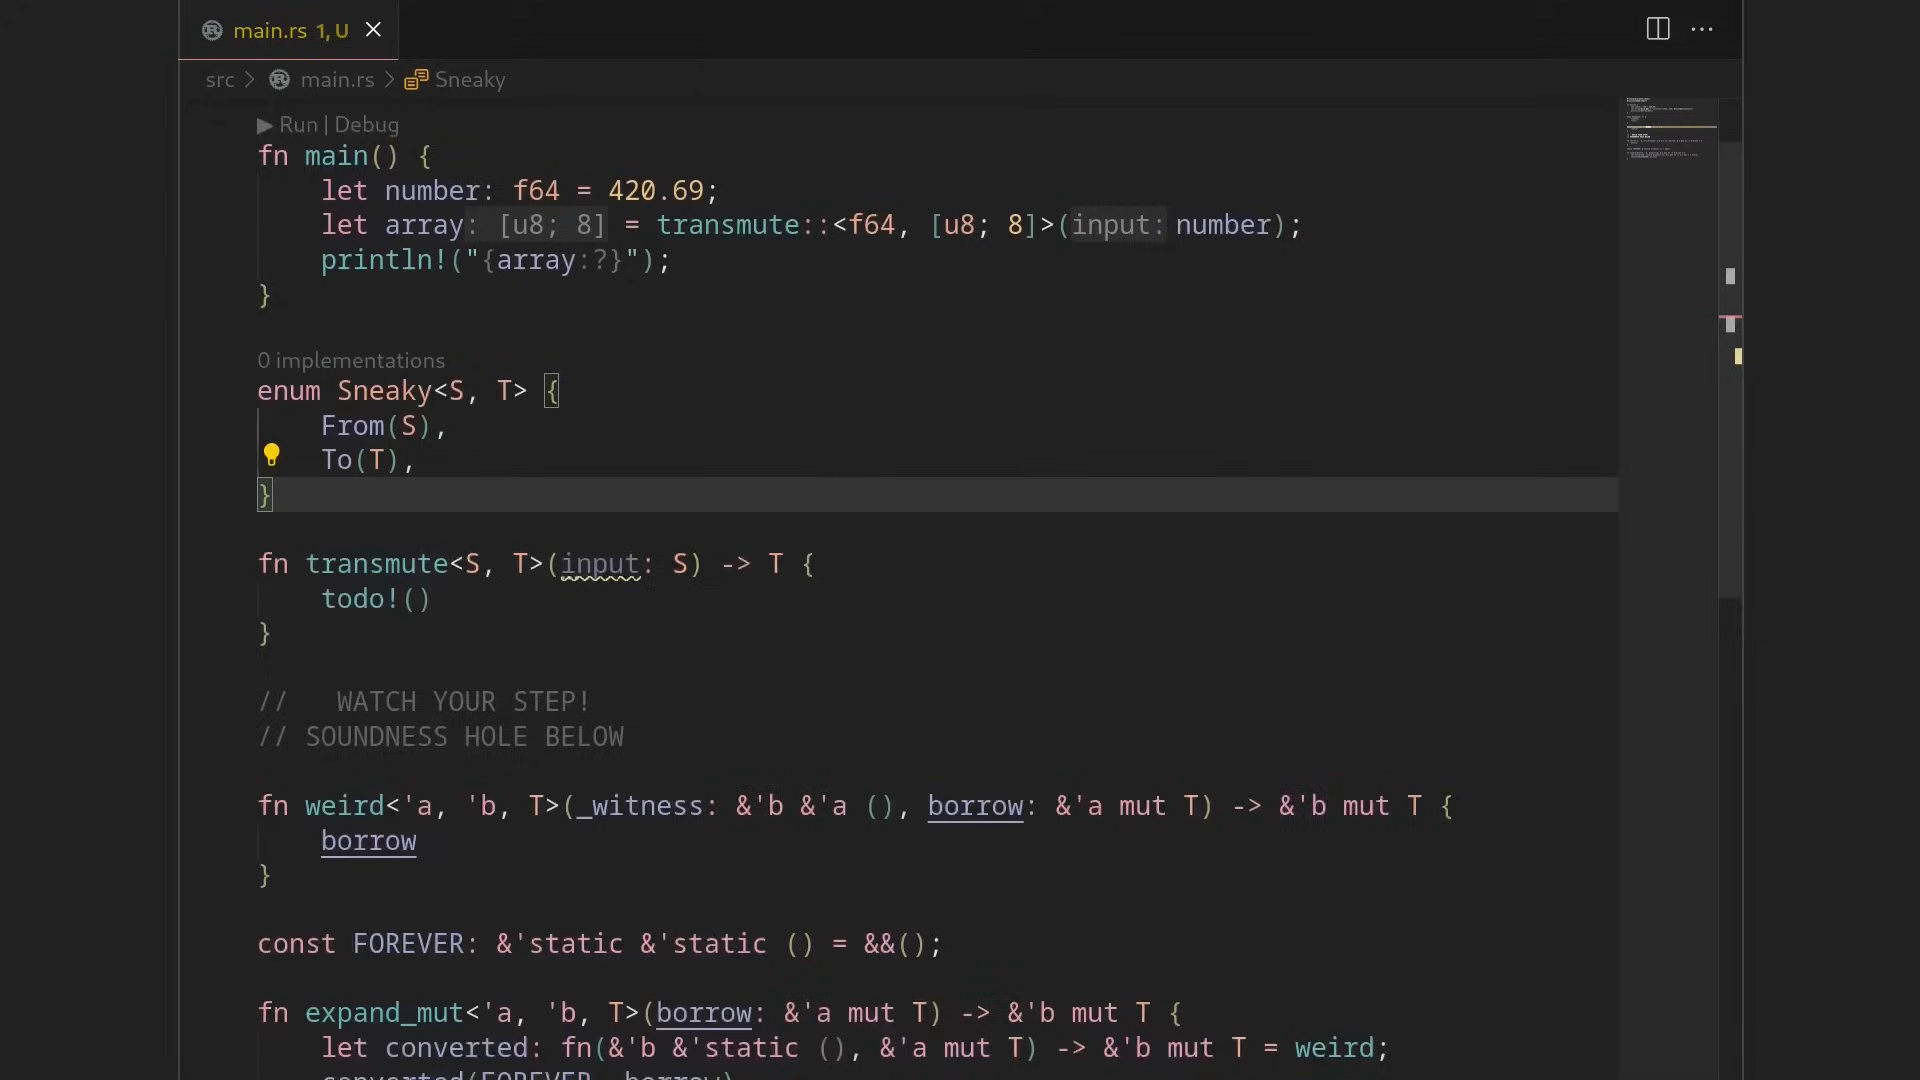 main.rs 1, U
src > main.rs > Sneaky
Run | Debug
fn main() {
    let number: f64 = 420.69;
    let array: [u8; 8] = transmute::<f64, [u8; 8]>(input: number);
    println!("{array:?}");
}
0 implementations
enum Sneaky<S, T> {
    From(S),
    To(T),
}
fn transmute<S, T>(input: S) -> T {
    todo!()
}
//   WATCH YOUR STEP!
// SOUNDNESS HOLE BELOW
fn weird<'a, 'b, T>(_witness: &'b &'a (), borrow: &'a mut T) -> &'b mut T {
    borrow
}
const FOREVER: &'static &'static () = &&();
fn expand_mut<'a, 'b, T>(borrow: &'a mut T) -> &'b mut T {
    let converted: fn(&'b &'static (), &'a mut T) -> &'b mut T = weird;
    converted(FOREVER, borrow)